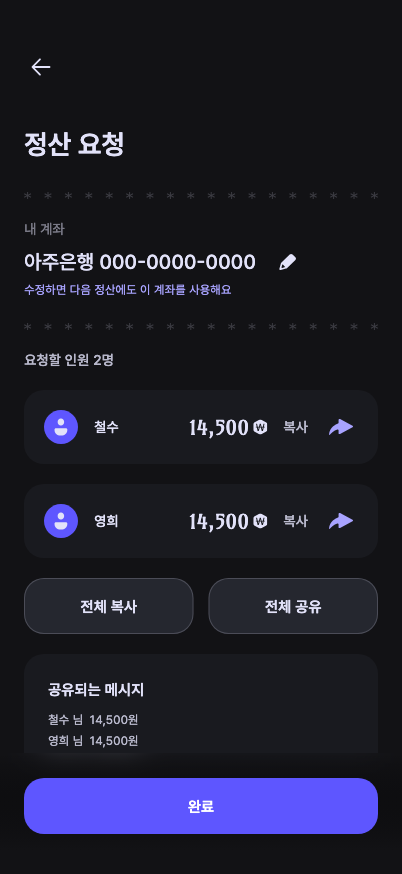 정산 요청
* * * * * * * * * * * * * * * * * *
내 계좌
아주은행 000-0000-0000
수정하면 다음 정산에도 이 계좌를 사용해요
* * * * * * * * * * * * * * * * * *
요청할 인원 2명
철수 14,500 ₩ 복사
영희 14,500 ₩ 복사
전체 복사 전체 공유
공유되는 메시지
철수 님 14,500원
영희 님 14,500원
완료